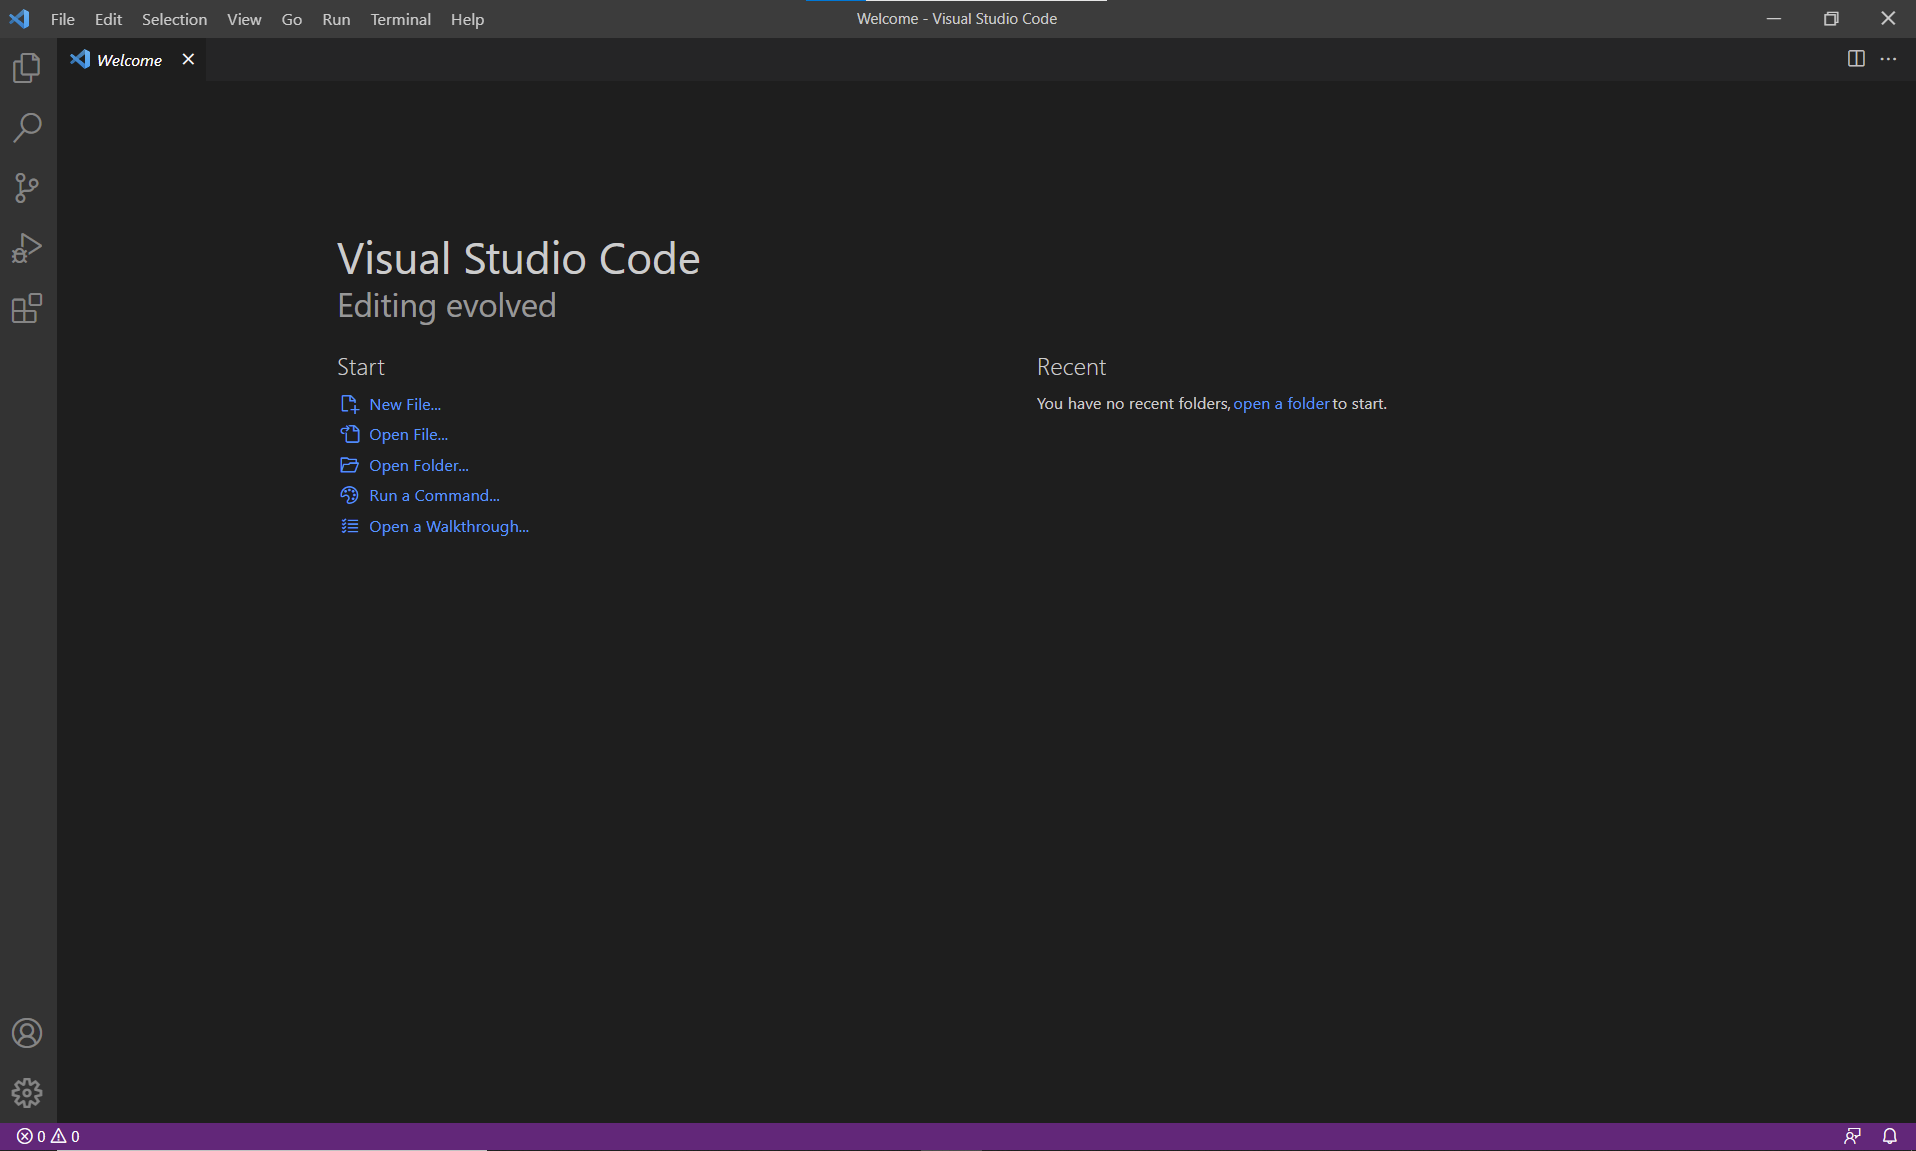 File Edit Selection View Go Run Terminal Help Welcome - Visual Studio Code
Welcome
Visual Studio Code
Editing evolved
Start
New File...
Open File...
Open Folder...
Run a Command...
Open a Walkthrough...
Recent
You have no recent folders, open a folder to start.
0 0